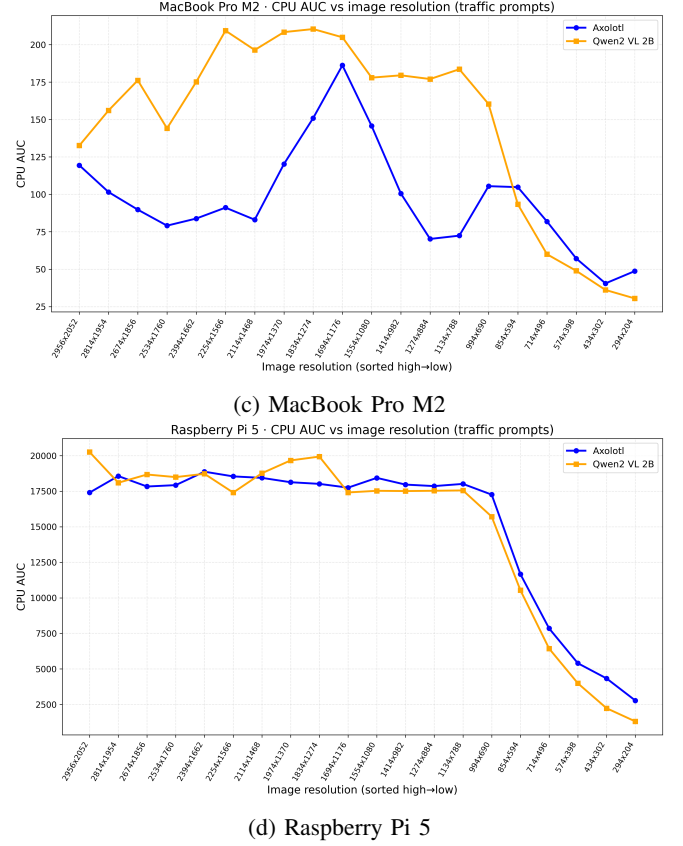 MacBook Pro M2 · CPU AUC vs image resolution (traffic prompts)
Axolotl
Qwen2 VL 2B
CPU AUC
200
175
150
125
100
75
50
25
2956x2052
2814x1954
2674x1856
2534x1760
2394x1662
2254x1566
2114x1468
1974x1370
1834x1274
1694x1176
1554x1080
1414x982
1274x884
1134x788
994x690
854x594
714x496
574x398
434x302
294x204
Image resolution (sorted high→low)
(c) MacBook Pro M2
Raspberry Pi 5 · CPU AUC vs image resolution (traffic prompts)
Axolotl
Qwen2 VL 2B
CPU AUC
20000
17500
15000
12500
10000
7500
5000
2500
2956x2052
2814x1954
2674x1856
2534x1760
2394x1662
2254x1566
2114x1468
1974x1370
1834x1274
1694x1176
1554x1080
1414x982
1274x884
1134x788
994x690
854x594
714x496
574x398
434x302
294x204
Image resolution (sorted high→low)
(d) Raspberry Pi 5